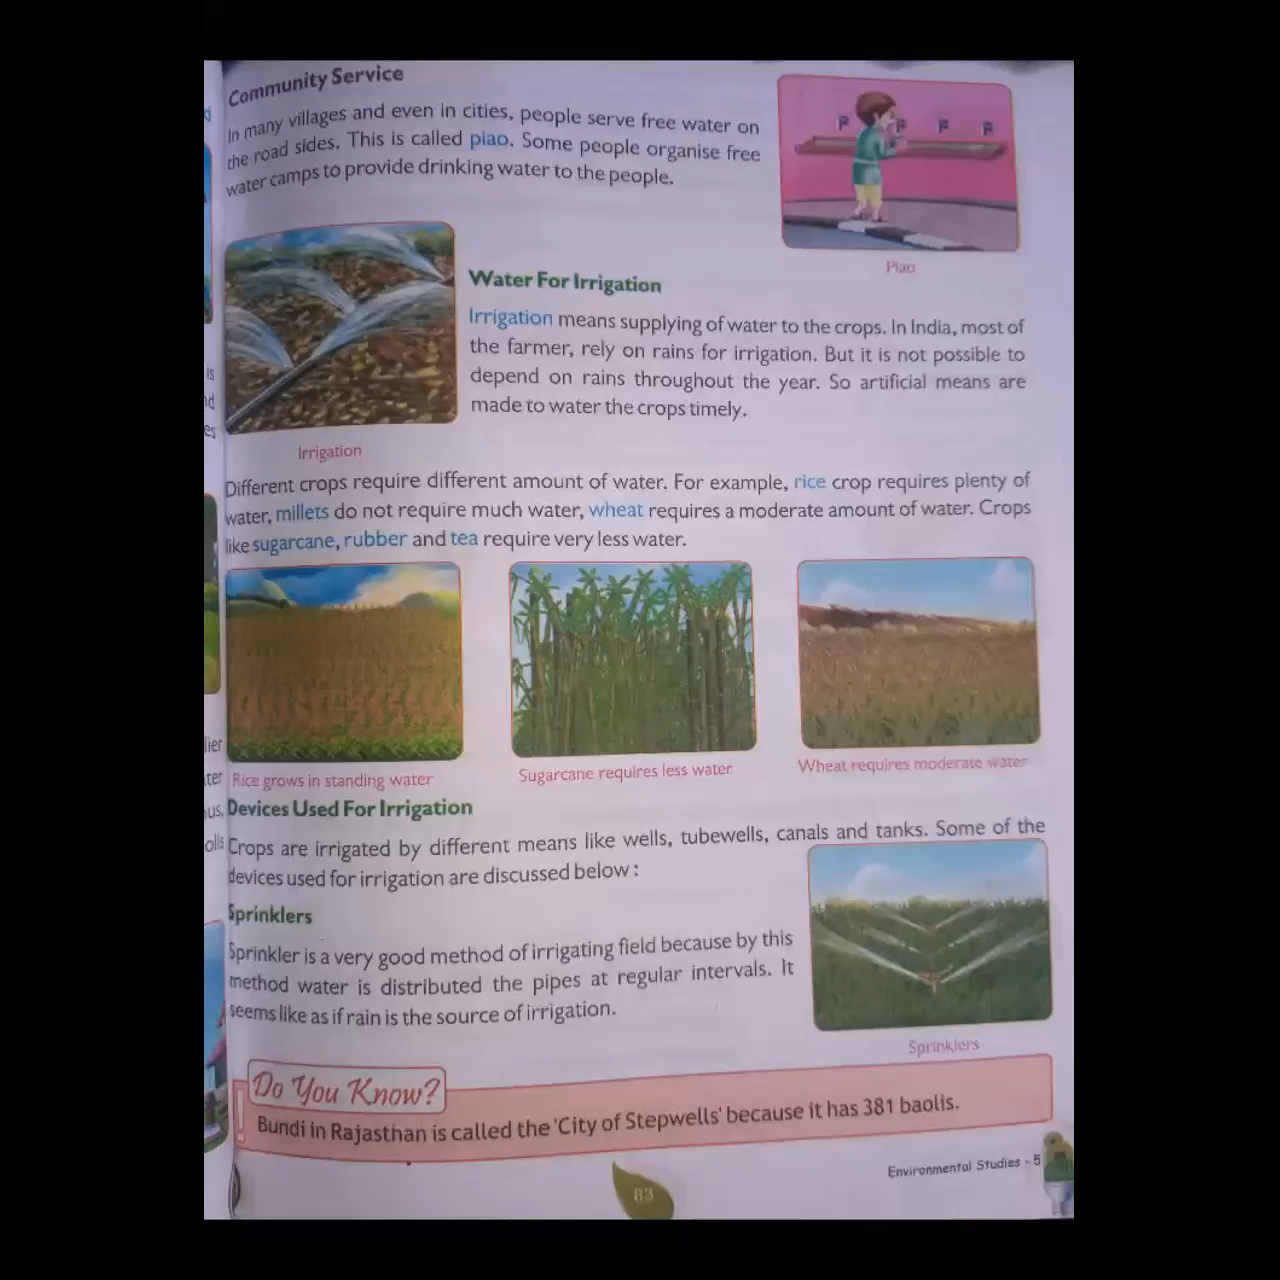 Community Service
In many villages and even in cities, people serve free water on
the road sides. This is called piao. Some people organise free
water camps to provide drinking water to the people.
Piao
Water For Irrigation
Irrigation means supplying of water to the crops. In India, most of
the farmer, rely on rains for irrigation. But it is not possible to
depend on rains throughout the year. So artificial means are
made to water the crops timely.
Irrigation
Different crops require different amount of water. For example, rice crop requires plenty of
water, millets do not require much water, wheat requires a moderate amount of water. Crops
like sugarcane, rubber and tea require very less water.
Rice grows in standing water
Sugarcane requires less water
Wheat requires moderate water
Devices Used For Irrigation
Crops are irrigated by different means like wells, tubewells, canals and tanks. Some of the
devices used for irrigation are discussed below :
Sprinklers
Sprinkler is a very good method of irrigating field because by this
method water is distributed the pipes at regular intervals. It
seems like as if rain is the source of irrigation.
Sprinklers
Do You Know?
Bundi in Rajasthan is called the 'City of Stepwells' because it has 381 baolis.
Environmental Studies - 5
63